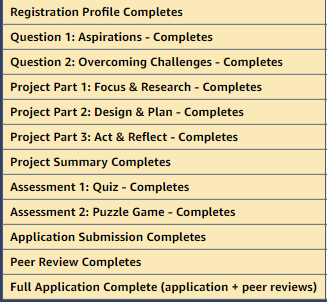 Registration Profile Completes
Question 1: Aspirations - Completes
Question 2: Overcoming Challenges - Completes
Project Part 1: Focus & Research - Completes
Project Part 2: Design & Plan - Completes
Project Part 3: Act & Reflect - Completes
Project Summary Completes
Assessment 1: Quiz - Completes
Assessment 2: Puzzle Game - Completes
Application Submission Completes
Peer Review Completes
Full Application Complete (application + peer reviews)